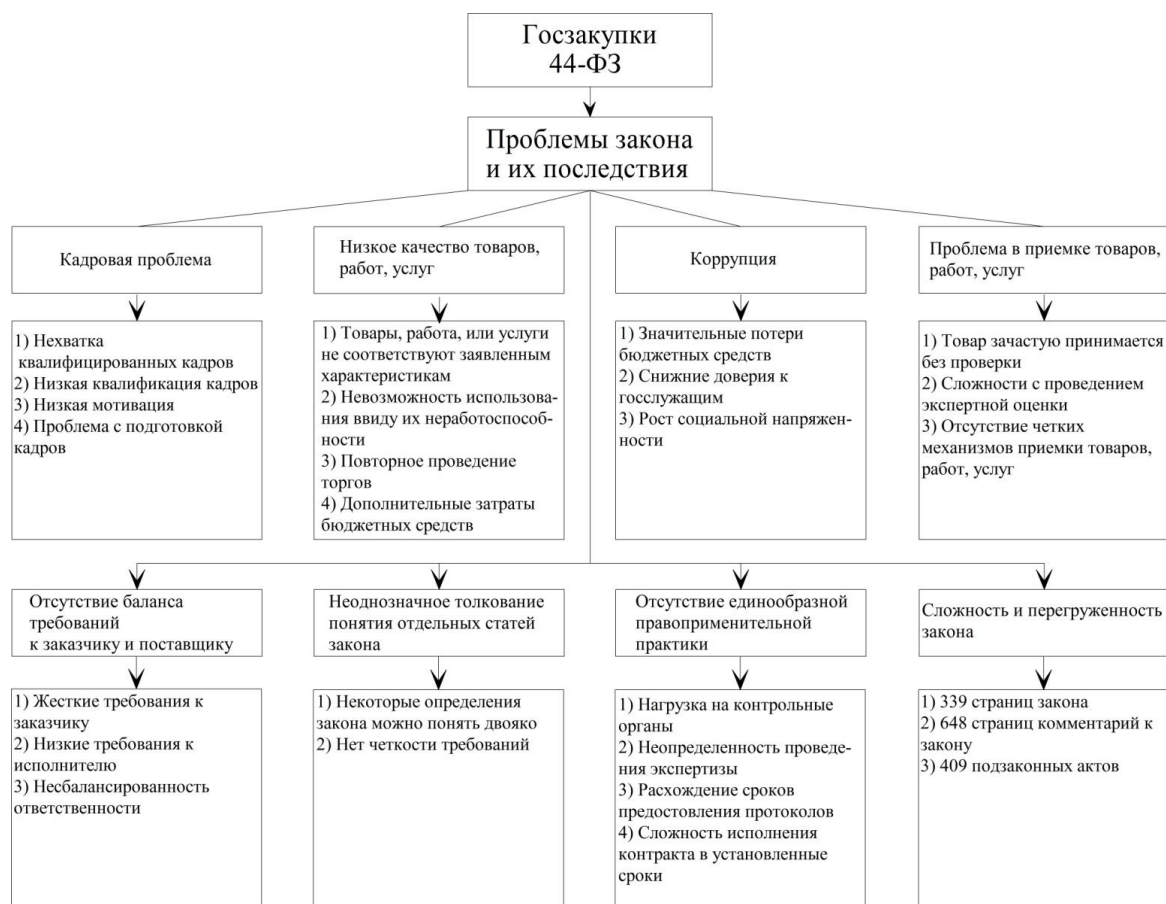 Госзакупки
44-ФЗ
Проблемы закона
и их последствия
Кадровая проблема
1) Нехватка
квалифицированных кадров
2) Низкая квалификация кадров
3) Низкая мотивация
4) Проблема с подготовкой
кадров
Низкое качество товаров,
работ, услуг
1) Товары, работа, или услуги
не соответствуют заявленным
характеристикам
2) Невозможность использова-
ния ввиду их неработоспособ-
ности
3) Повторное проведение
торгов
4) Дополнительные затраты
бюджетных средств
Коррупция
1) Значительные потери
бюджетных средств
2) Снижние доверия к
госслужащим
3) Рост социальной напряжен-
ности
Проблема в приемке товаров,
работ, услуг
1) Товар зачастую принимается
без проверки
2) Сложности с проведением
экспертной оценки
3) Отсутствие четких
механизмов приемки товаров,
работ, услуг
Отсутствие баланса
требований
к заказчику и поставщику
1) Жесткие требования к
заказчику
2) Низкие требования к
исполнителю
3) Несбалансированность
ответственности
Неоднозначное толкование
понятия отдельных статей
закона
1) Некоторые определения
закона можно понять двояко
2) Нет четкости требований
Отсутствие единообразной
правоприменительной
практики
1) Нагрузка на контрольные
органы
2) Неопределенность проведе-
ния экспертизы
3) Расхождение сроков
предоставления протоколов
4) Сложность исполнения
контракта в установленные
сроки
Сложность и перегруженность
закона
1) 339 страниц закона
2) 648 страниц комментарий к
закону
3) 409 подзаконных актов